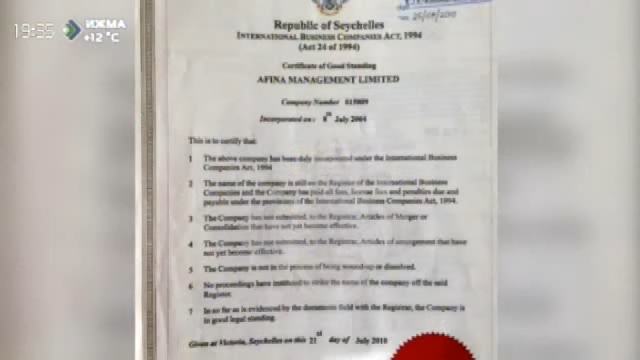 19:35
ИЖМА
+12°C
25/08/2010
Republic of Seychelles
INTERNATIONAL BUSINESS COMPANIES ACT, 1994
(Act 24 of 1994)
Certificate of Good Standing
AFINA MANAGEMENT LIMITED
Company Number 015009
Incorporated on: 8th July 2004
This is to certify that:
1 The above company has been duly incorporated under the International Business
Companies Act, 1994
2 The name of the company is still on the Register of the International Business
Companies and the Company has paid all fees, license fees and penalties due and
payable under the provisions of the International Business Companies Act, 1994.
3 The Company has not submitted, to the Registrar, Articles of Merger or
Consolidation that have not yet become effective.
4 The Company has not submitted, to the Registrar, Articles of arrangement that have
not yet become effective.
5 The Company is not in the process of being wound-up or dissolved.
6 No proceedings have instituted to strike the name of the company off the said
Register.
7 In so far as is evidenced by the documents field with the Registrar, the Company is
in good legal standing.
Given at Victoria, Seychelles on this 21st day of July 2010